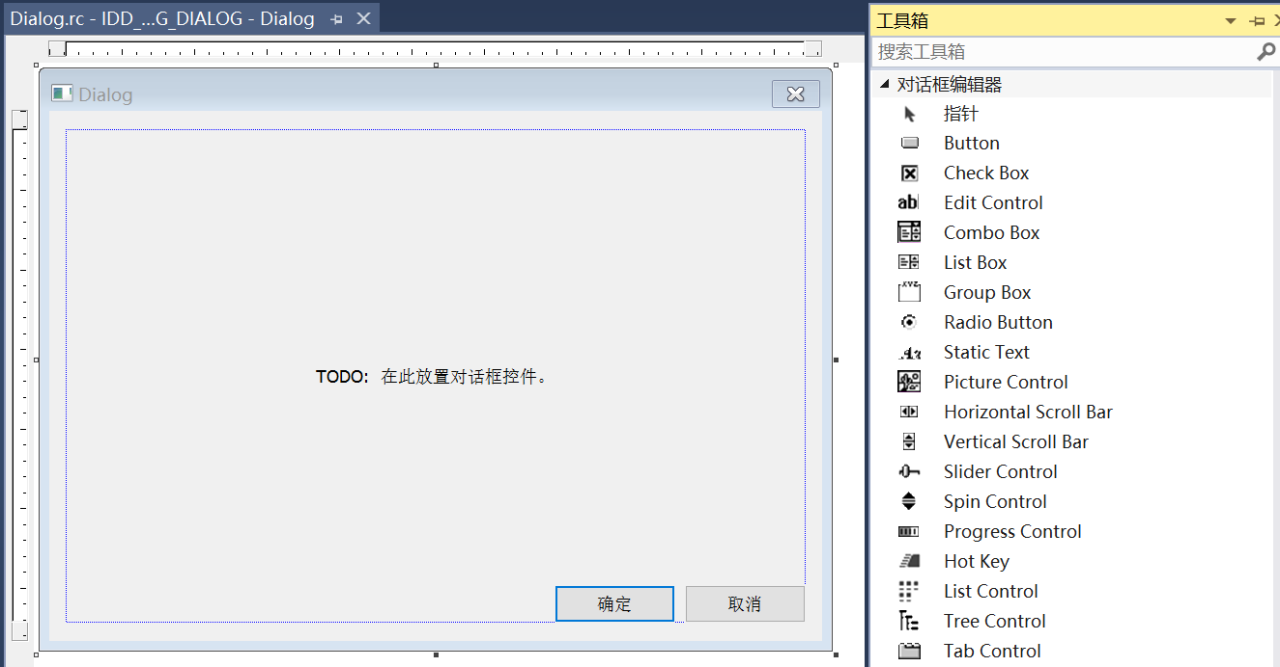 Dialog.rc - IDD_...G_DIALOG - Dialog
Dialog
TODO: 在此放置对话框控件。
确定
取消
工具箱
搜索工具箱
对话框编辑器
指针
Button
Check Box
Edit Control
Combo Box
List Box
Group Box
Radio Button
Static Text
Picture Control
Horizontal Scroll Bar
Vertical Scroll Bar
Slider Control
Spin Control
Progress Control
Hot Key
List Control
Tree Control
Tab Control